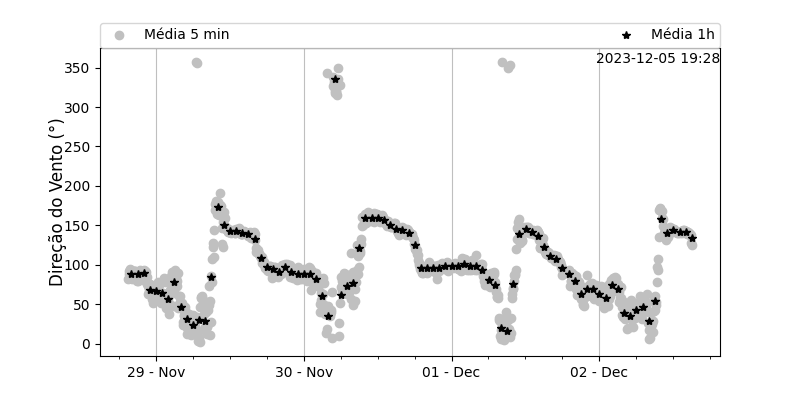 Média 5 min
Média 1h
2023-12-05 19:28
Direção do Vento (°)
350
300
250
200
150
100
50
0
29 - Nov
30 - Nov
01 - Dec
02 - Dec